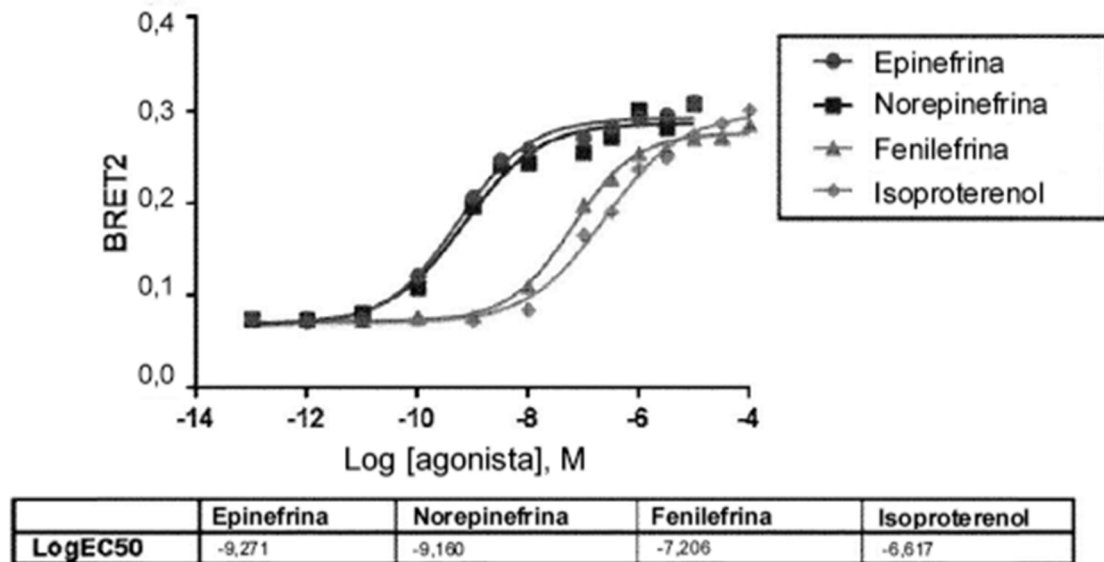 0,4
0,3
0,2
0,1
0,0
BRET2
-14 -12 -10 -8 -6 -4
Log [agonista], M
Epinefrina
Norepinefrina
Fenilefrina
Isoproterenol
Epinefrina Norepinefrina Fenilefrina Isoproterenol
LogEC50 -9,271 -9,160 -7,206 -6,617